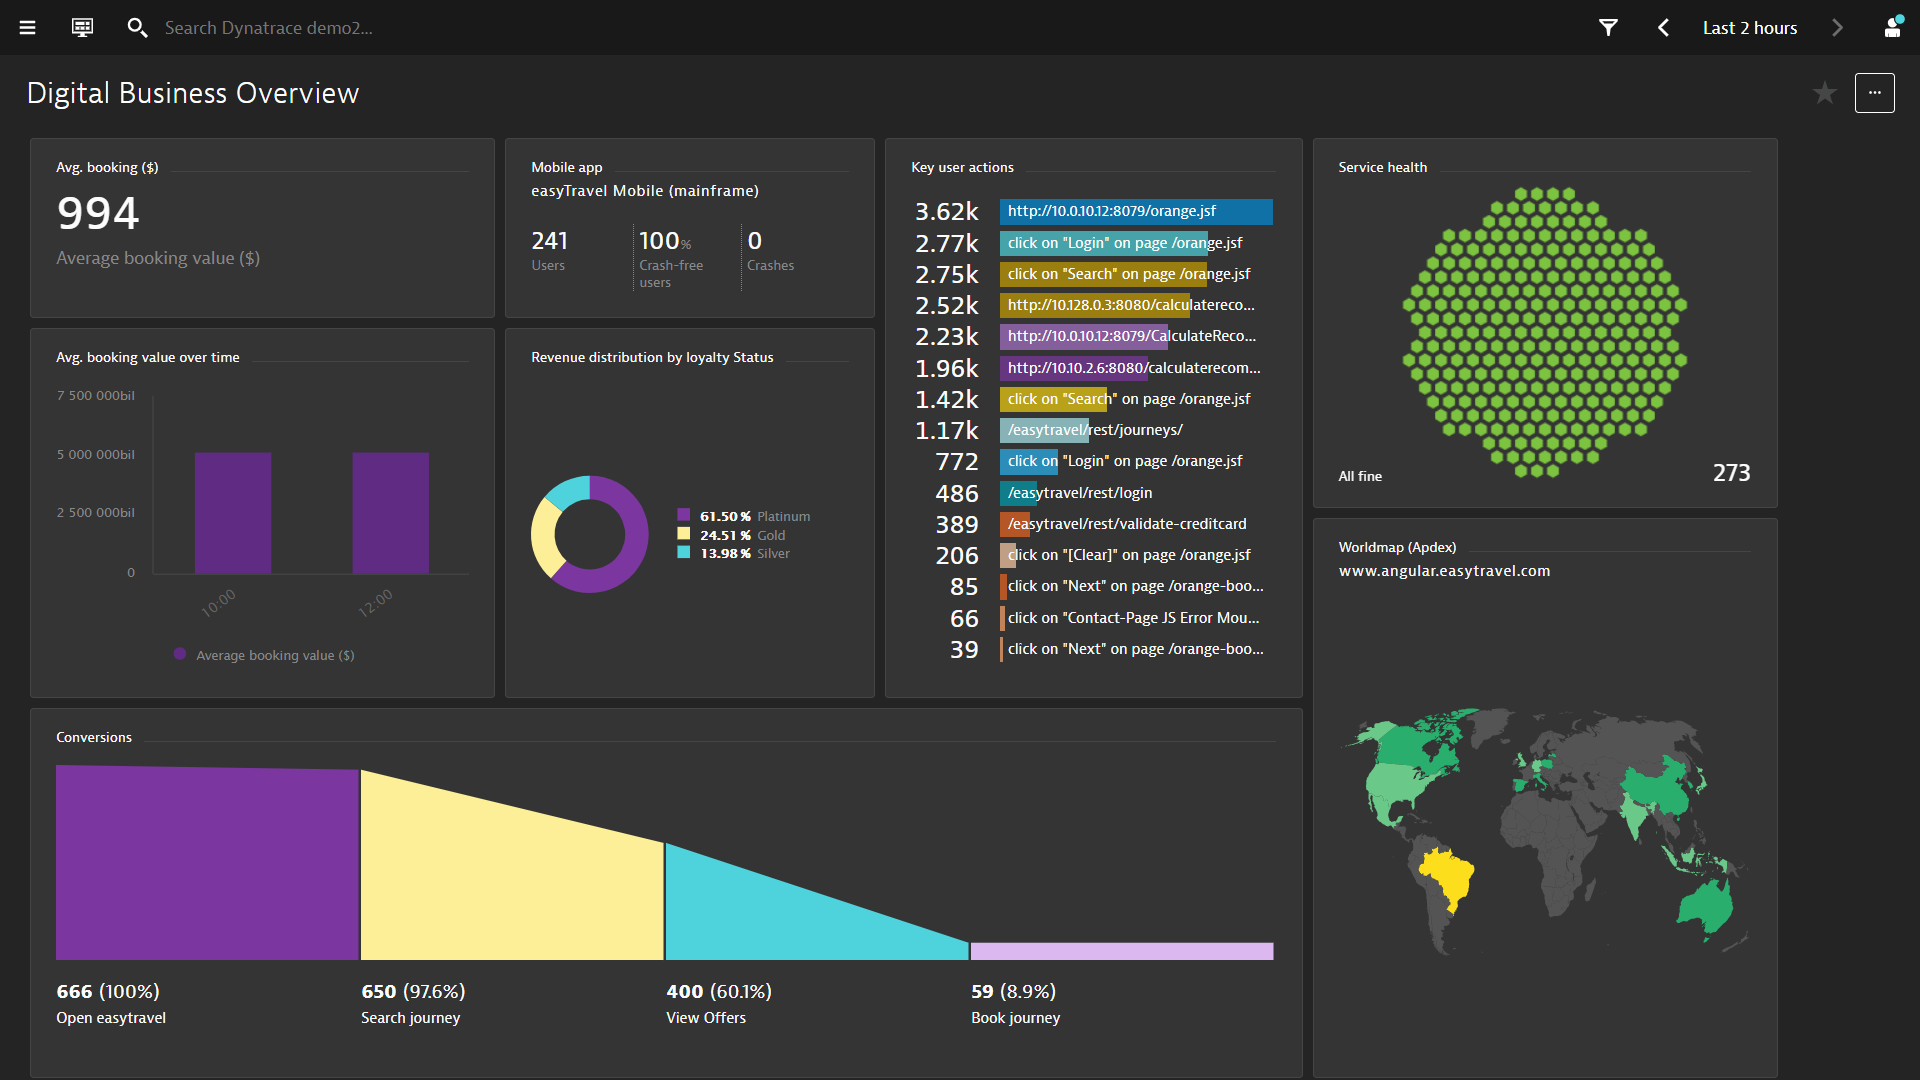 Search Dynatrace demo2...
Last 2 hours
Digital Business Overview
...
Avg. booking ($)
994
Average booking value ($)
Mobile app
easyTravel Mobile (mainframe)
241
Users
100%
Crash-free
users
0
Crashes
Key user actions
3.62k http://10.0.10.12:8079/orange.jsf
2.77k click on "Login" on page /orange.jsf
2.75k click on "Search" on page /orange.jsf
2.52k http://10.128.0.3:8080/calculatereco...
2.23k http://10.0.10.12:8079/CalculateReco...
1.96k http://10.10.2.6:8080/calculaterecom...
1.42k click on "Search" on page /orange.jsf
1.17k /easytravel/rest/journeys/
772 click on "Login" on page /orange.jsf
486 /easytravel/rest/login
389 /easytravel/rest/validate-creditcard
206 click on "[Clear]" on page /orange.jsf
85 click on "Next" on page /orange-boo...
66 click on "Contact-Page JS Error Mou...
39 click on "Next" on page /orange-boo...
Service health
All fine
273
Avg. booking value over time
7 500 000bil
5 000 000bil
2 500 000bil
0
10:00
12:00
Average booking value ($)
Revenue distribution by loyalty Status
61.50 % Platinum
24.51 % Gold
13.98 % Silver
Worldmap (Apdex)
www.angular.easytravel.com
Conversions
666 (100%)
Open easytravel
650 (97.6%)
Search journey
400 (60.1%)
View Offers
59 (8.9%)
Book journey